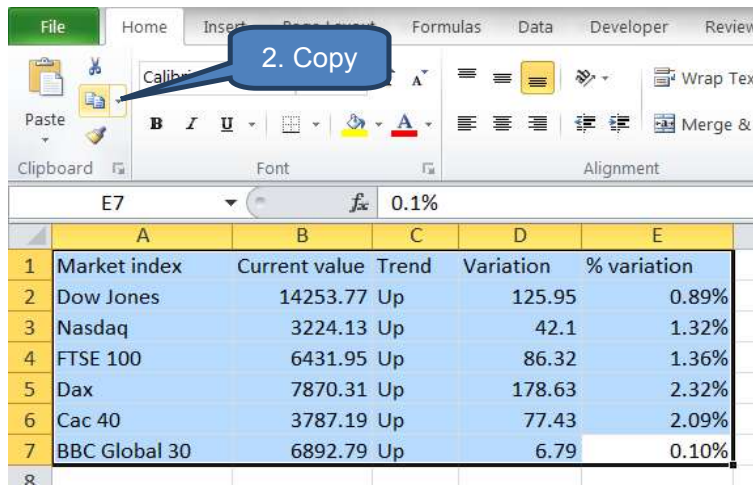 File Home Insert Page Layout Formulas Data Developer Review
2. Copy
Wrap Tex
Paste
B I U A
Merge &
Clipboard Font Alignment
E7 fx 0.1%
A B C D E
1 Market index Current value Trend Variation % variation
2 Dow Jones 14253.77 Up 125.95 0.89%
3 Nasdaq 3224.13 Up 42.1 1.32%
4 FTSE 100 6431.95 Up 86.32 1.36%
5 Dax 7870.31 Up 178.63 2.32%
6 Cac 40 3787.19 Up 77.43 2.09%
7 BBC Global 30 6892.79 Up 6.79 0.10%
8